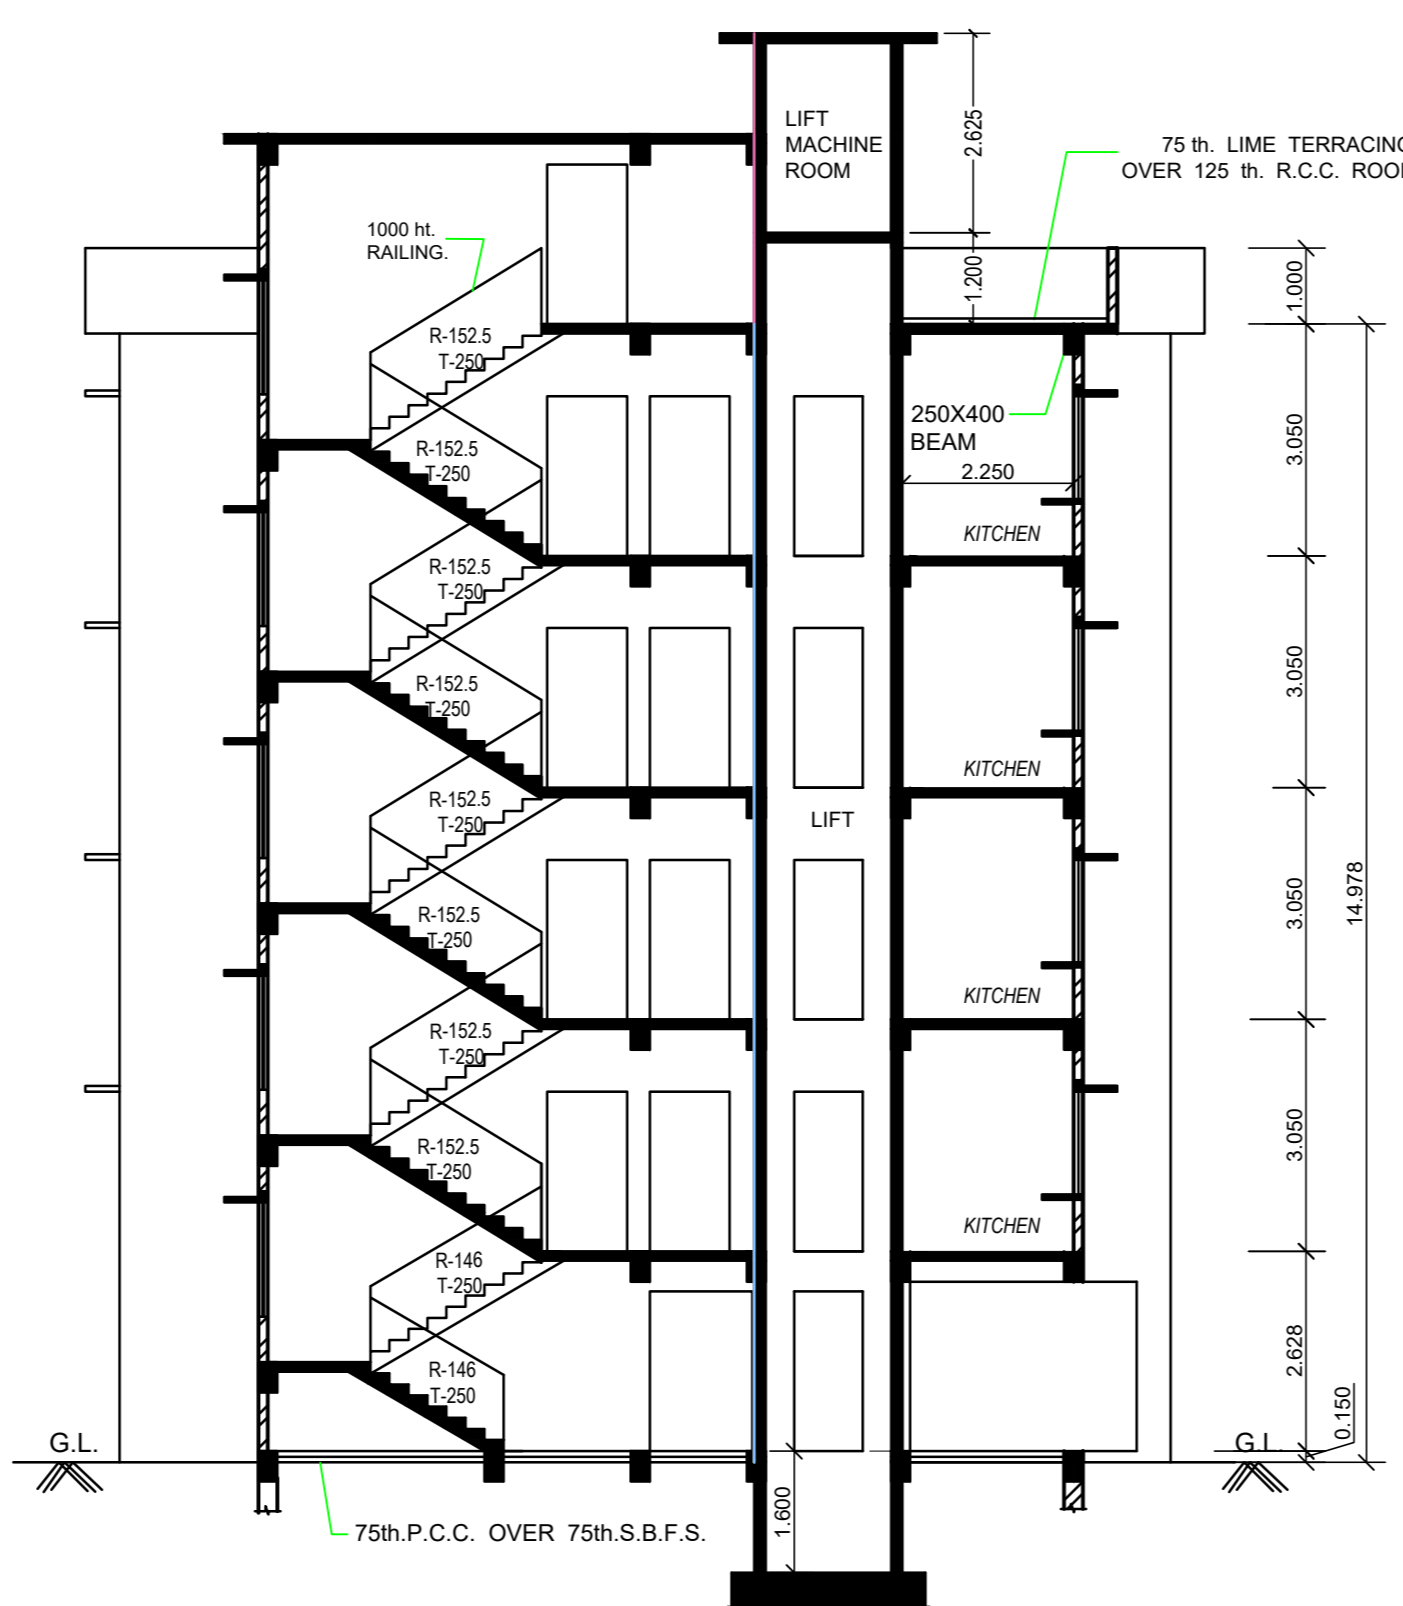 LIFT
MACHINE
ROOM
2.625
75 th. LIME TERRACING
OVER 125 th. R.C.C.
1000 ht.
RAILING.
1.200
1.000
R-152.5
T-250
250X400
BEAM
2.250
3.050
R-152.5
T-250
KITCHEN
R-152.5
T-250
3.050
R-152.5
T-250
KITCHEN
R-152.5
T-250
LIFT
3.050
14.978
R-152.5
T-250
KITCHEN
R-152.5
T-250
3.050
R-152.5
T-250
KITCHEN
R-146
T-250
2.628
R-146
T-250
0.150
G.L.
G.L.
1.600
75th.P.C.C. OVER 75th.S.B.F.S.